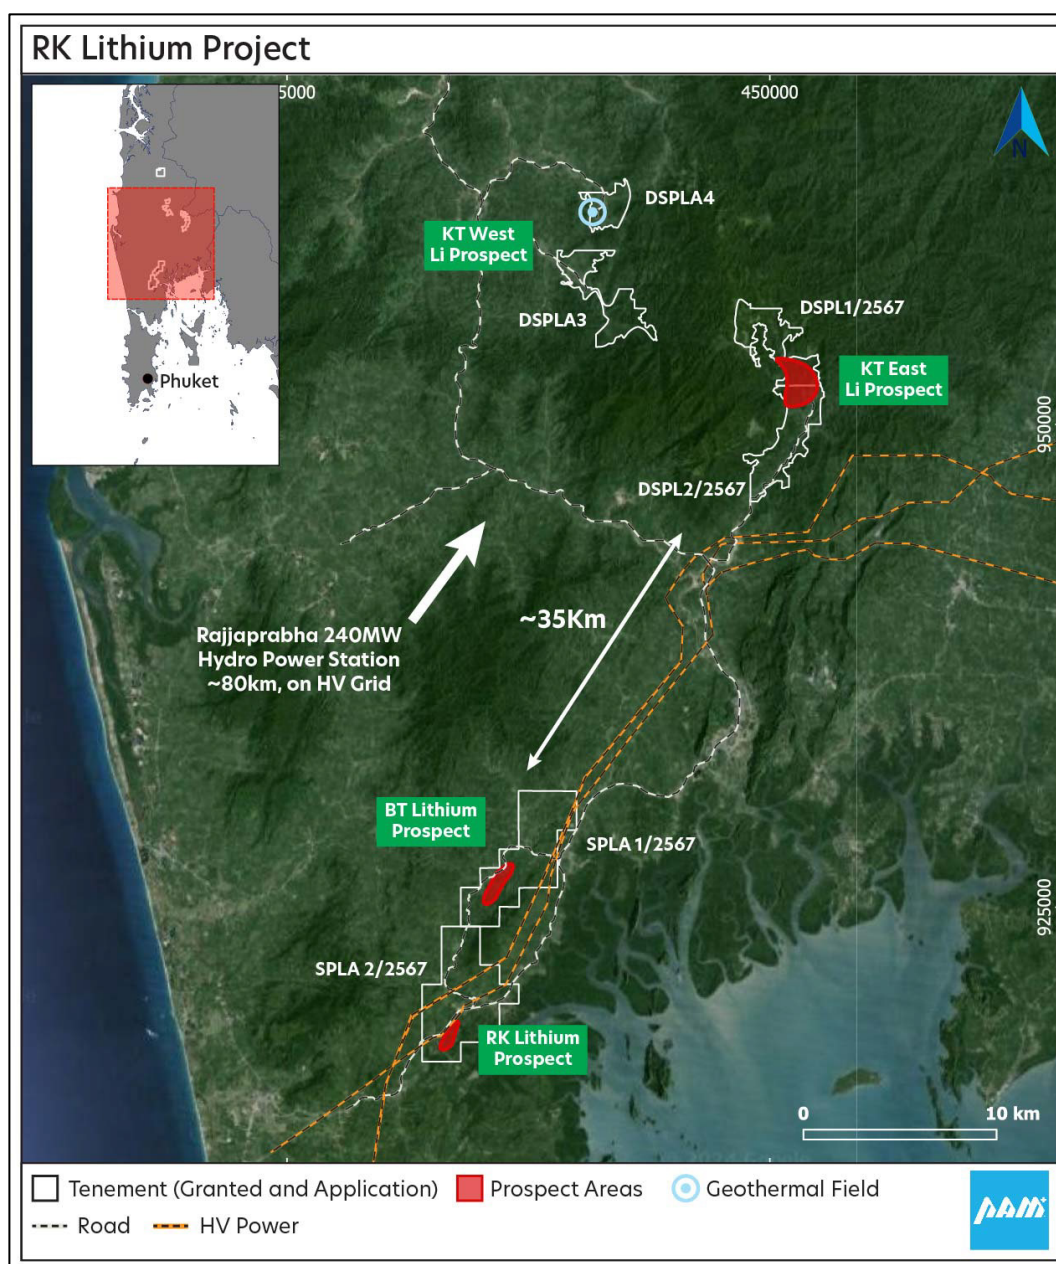 RK Lithium Project
5000
450000
N
DSPLA4
KT West
Li Prospect
DSPLA3
DSPL1/2567
KT East
Li Prospect
Phuket
950000
DSPL2/2567
~35Km
Rajjaprabha 240MW
Hydro Power Station
~80km, on HV Grid
BT Lithium
Prospect
SPLA 1/2567
925000
SPLA 2/2567
RK Lithium
Prospect
0 10 km
Tenement (Granted and Application) Prospect Areas Geothermal Field
Road HV Power
PAM+